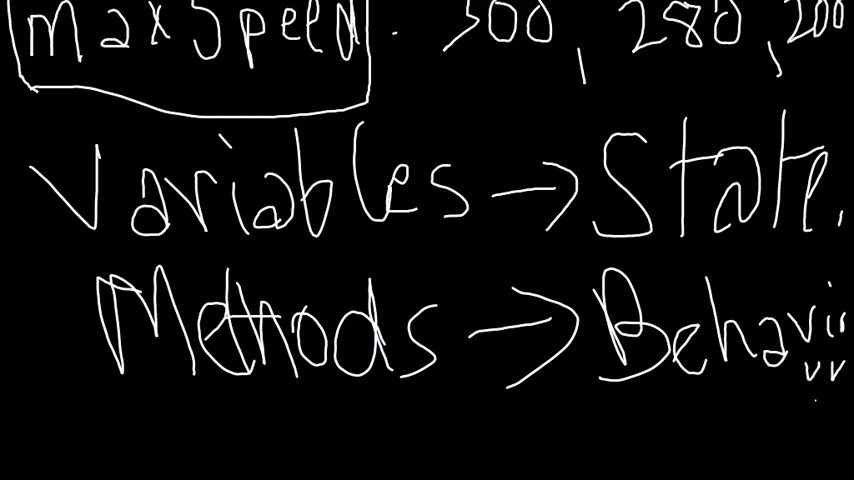 maxSpeed . 300, 280, 200
Variables → State.
Methods → Behavi